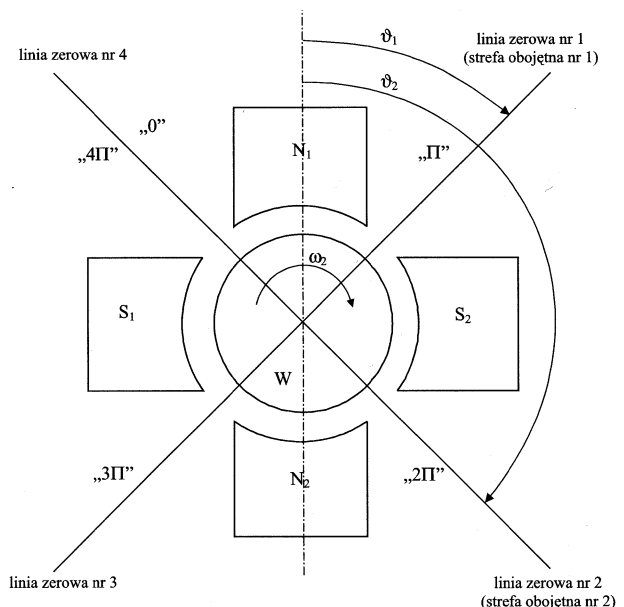 ϑ₁
linia zerowa nr 1
(strefa obojętna nr 1)
linia zerowa nr 4
ϑ₂
„0”
„4Π”
N₁
„Π”
ω₂
S₁
S₂
W
„3Π”
N₂
„2Π”
linia zerowa nr 3
linia zerowa nr 2
(strefa obojetna nr 2)